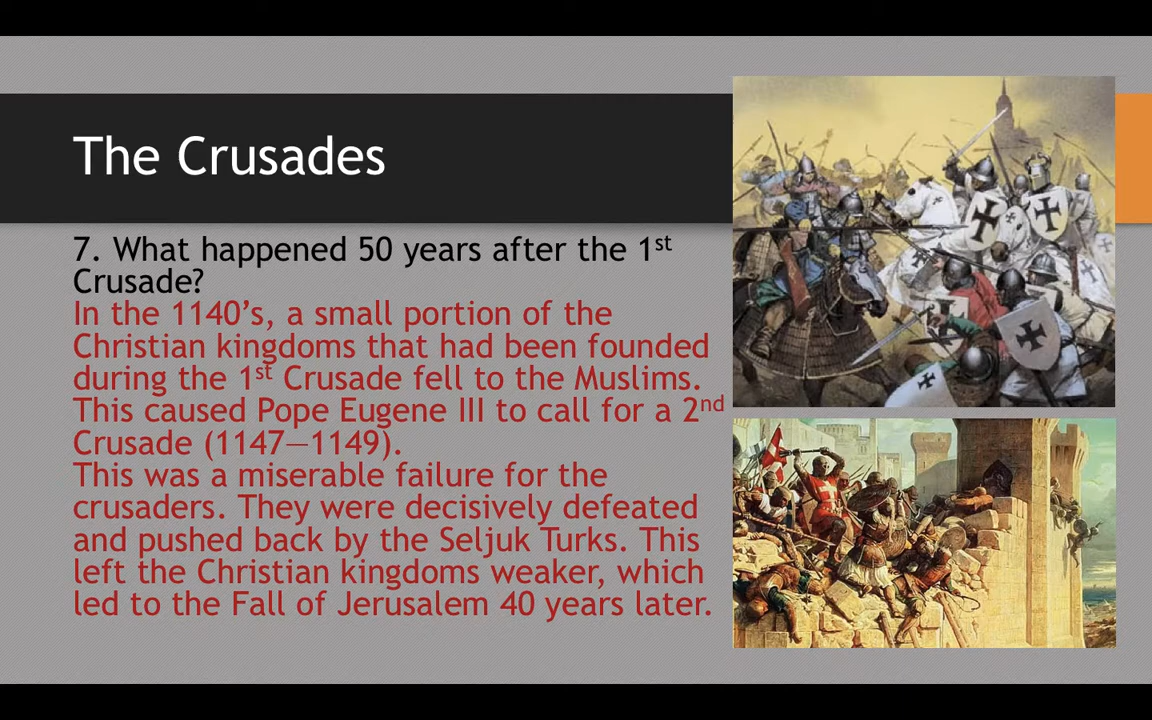 The Crusades
7. What happened 50 years after the 1st
Crusade?
In the 1140’s, a small portion of the
Christian kingdoms that had been founded
during the 1st Crusade fell to the Muslims.
This caused Pope Eugene III to call for a 2nd
Crusade (1147—1149).
This was a miserable failure for the
crusaders. They were decisively defeated
and pushed back by the Seljuk Turks. This
left the Christian kingdoms weaker, which
led to the Fall of Jerusalem 40 years later.